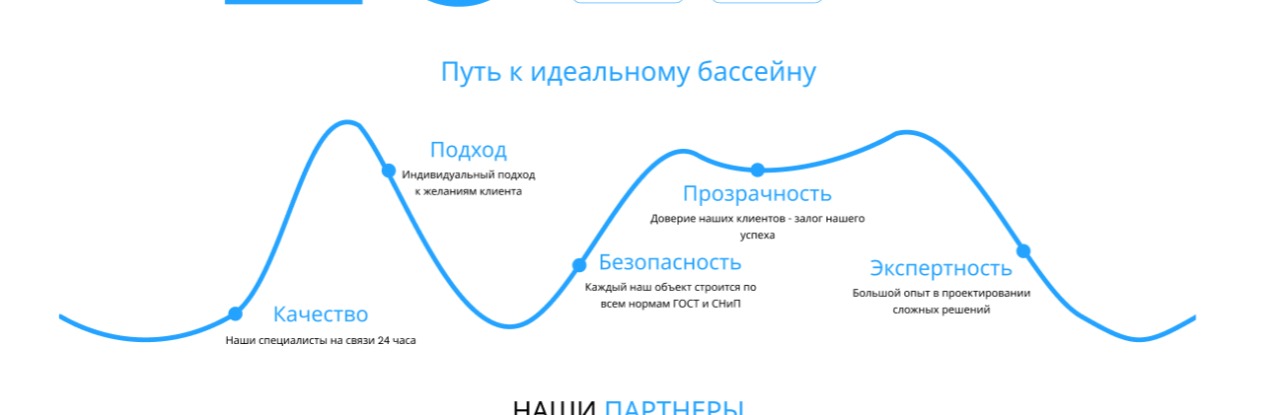 Путь к идеальному бассейну
Подход
Индивидуальный подход
к желаниям клиента
Прозрачность
Доверие наших клиентов - залог нашего
успеха
Безопасность
Каждый наш объект строится по
всем нормам ГОСТ и СНиП
Экспертность
Большой опыт в проектировании
сложных решений
Качество
Наши специалисты на связи 24 часа
НАШИ ПАРТНЕРЫ